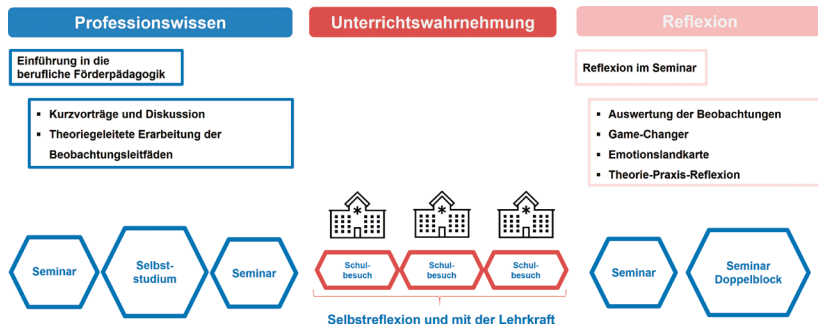 Professionswissen
Unterrichtswahrnehmung
Reflexion
Einführung in die
berufliche Förderpädagogik
Reflexion im Seminar
▪ Kurzvorträge und Diskussion
▪ Theoriegeleitete Erarbeitung der
Beobachtungsleitfäden
▪ Auswertung der Beobachtungen
▪ Game-Changer
▪ Emotionslandkarte
▪ Theorie-Praxis-Reflexion
Seminar
Selbst-
studium
Seminar
Schul-
besuch
Schul-
besuch
Schul-
besuch
Seminar
Seminar
Doppelblock
Selbstreflexion und mit der Lehrkraft